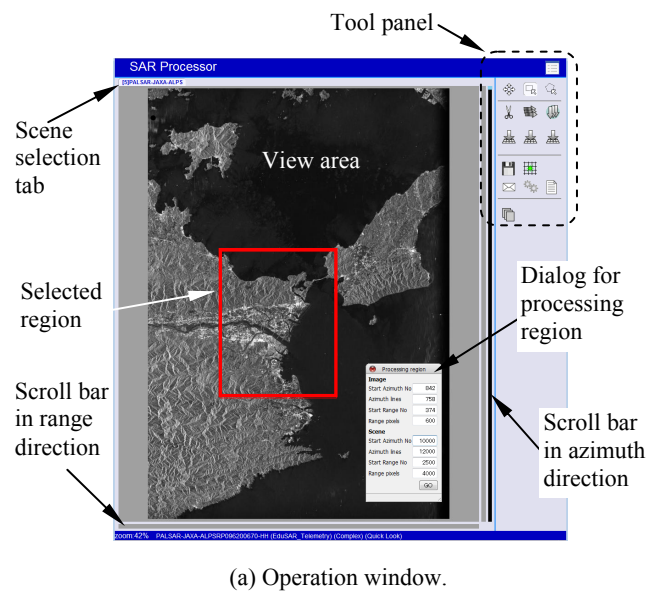 Tool panel
SAR Processor
[5]PALSAR-JAXA-ALPS
Scene
selection
tab
View area
Selected
region
Dialog for
processing
region
Processing region
Image
Start Azimuth No 842
Azimuth lines 758
Start Range No 374
Range pixels 600
Scene
Start Azimuth No 10000
Azimuth lines 12000
Start Range No 2500
Range pixels 4000
GO
Scroll bar
in range
direction
Scroll bar
in azimuth
direction
zoom:42% PALSAR-JAXA-ALPSRP096200670-HH (EduSAR_Telemetry) (Complex) (Quick Look)
(a) Operation window.